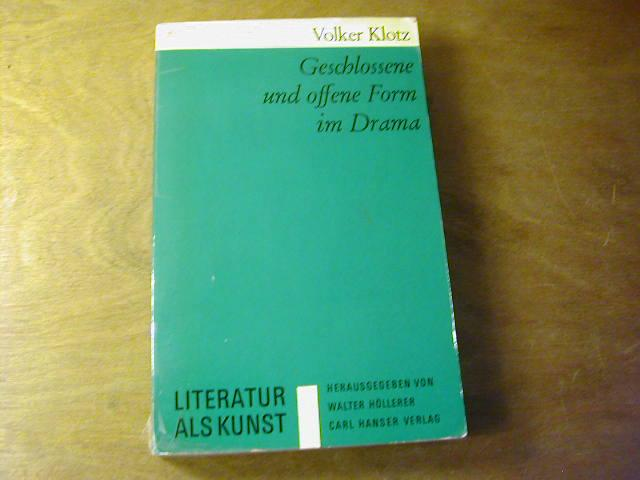 Volker Klotz
Geschlossene
und offene Form
im Drama
LITERATUR
ALS KUNST
HERAUSGEGEBEN VON
WALTER HÖLLERER
CARL HANSER VERLAG